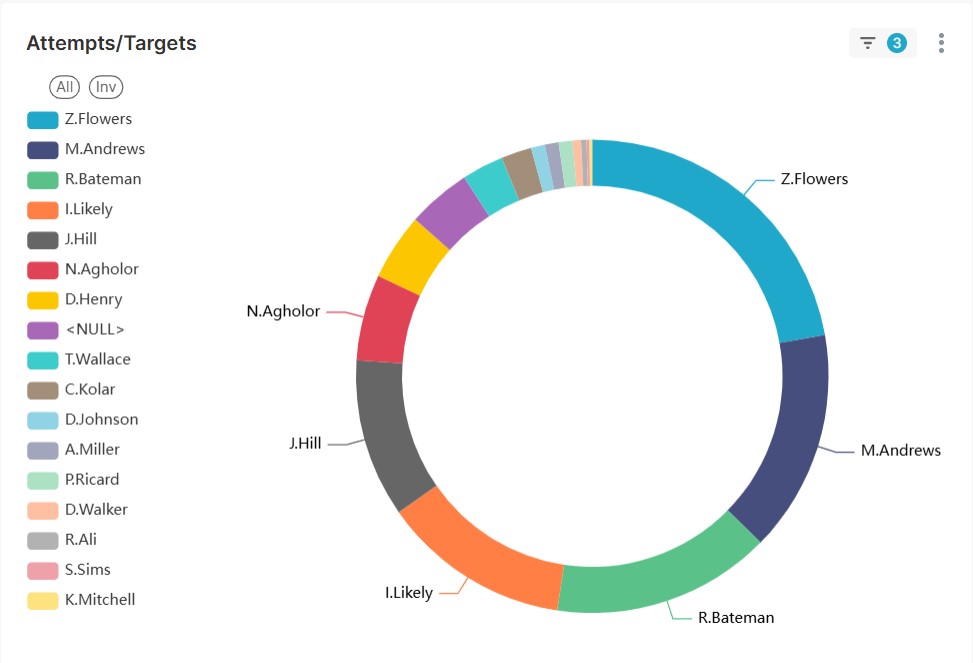 Attempts/Targets
3
All Inv
Z.Flowers
M.Andrews
R.Bateman
I.Likely
J.Hill
N.Agholor
D.Henry
<NULL>
T.Wallace
C.Kolar
D.Johnson
A.Miller
P.Ricard
D.Walker
R.Ali
S.Sims
K.Mitchell
Z.Flowers
N.Agholor
J.Hill
M.Andrews
I.Likely
R.Bateman